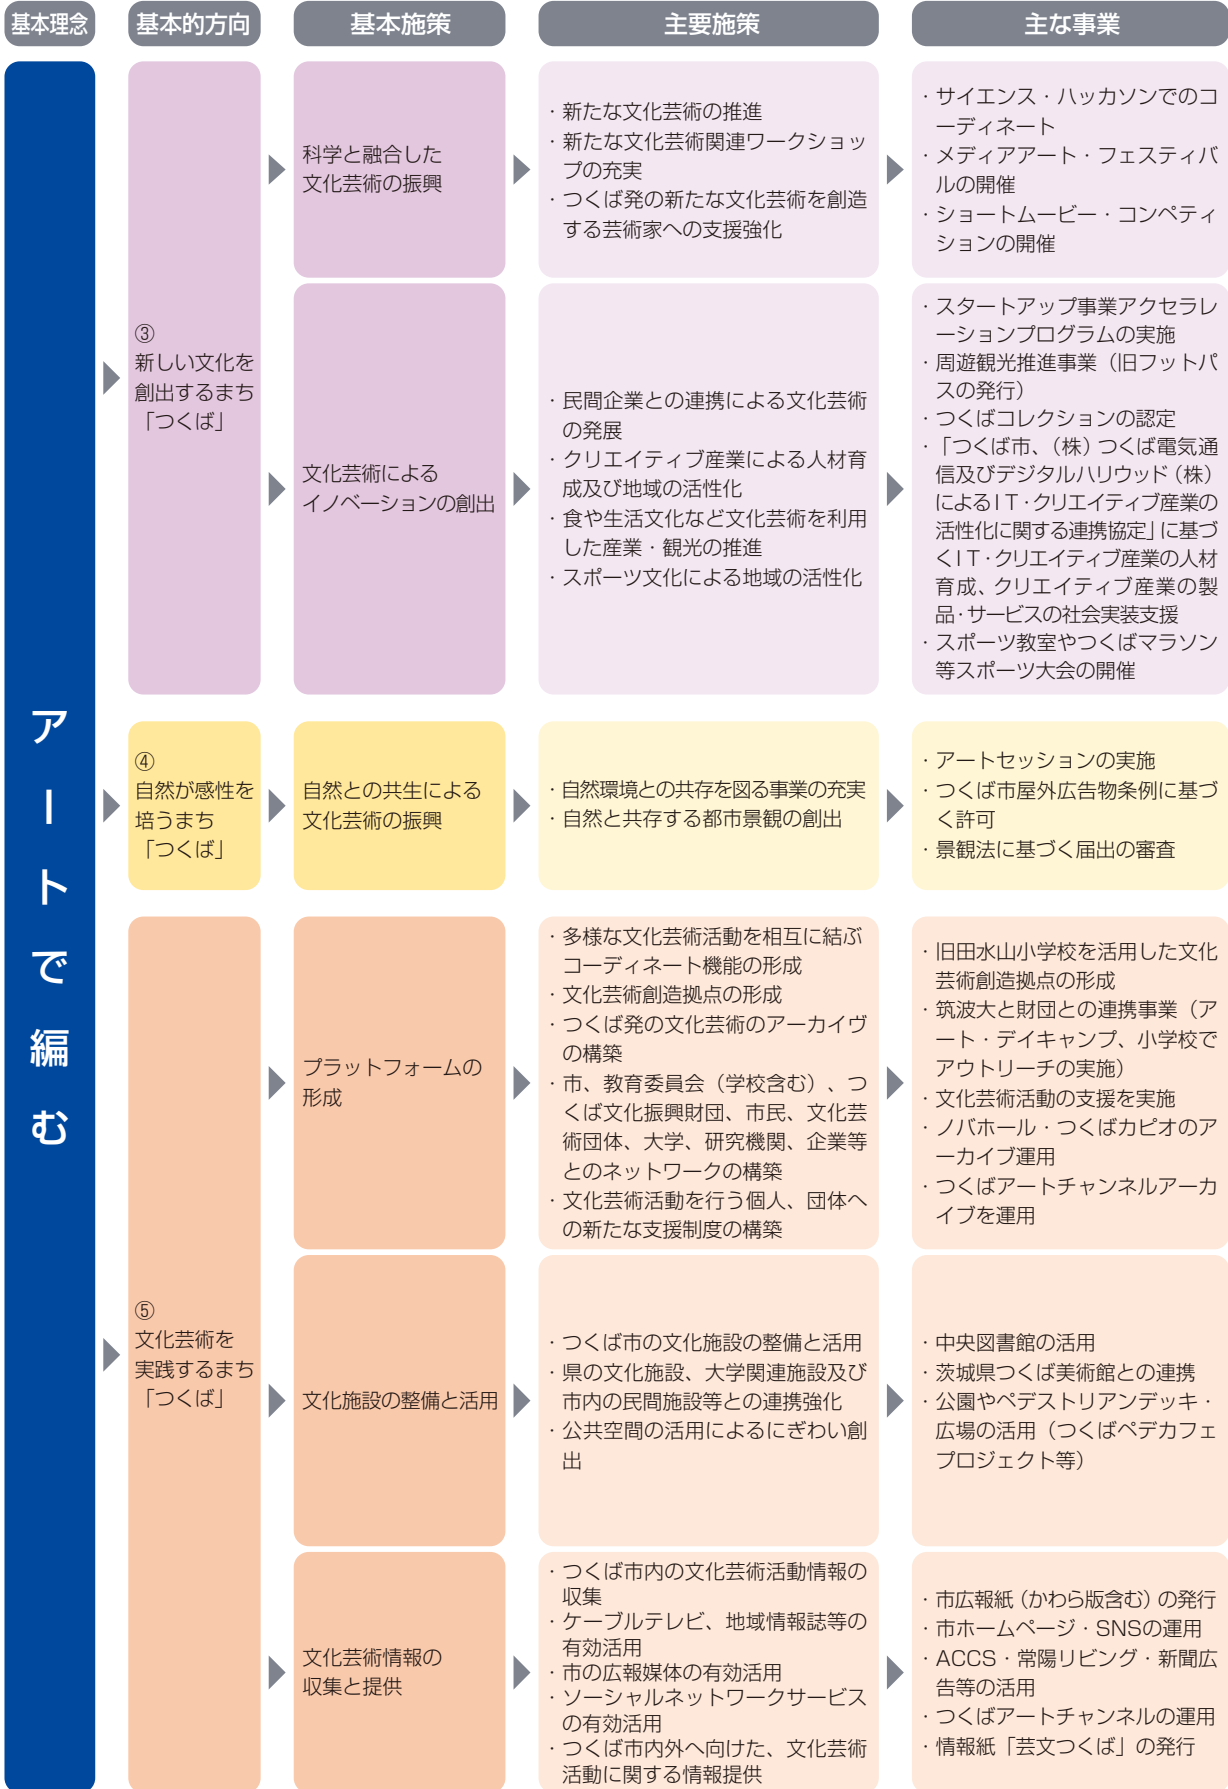 基本理念
基本的方向
基本施策
主要施策
主な事業
アートで編む
③
新しい文化を
創出するまち
「つくば」
科学と融合した
文化芸術の振興
・新たな文化芸術の推進
・新たな文化芸術関連ワークショッ
プの充実
・つくば発の新たな文化芸術を創造
する芸術家への支援強化
・サイエンス・ハッカソンでのコ
ーディネート
・メディアアート・フェスティバ
ルの開催
・ショートムービー・コンペティ
ションの開催
文化芸術による
イノベーションの創出
・民間企業との連携による文化芸術
の発展
・クリエイティブ産業による人材育
成及び地域の活性化
・食や生活文化など文化芸術を利用
した産業・観光の推進
・スポーツ文化による地域の活性化
・スタートアップ事業アクセラレ
ーションプログラムの実施
・周遊観光推進事業（旧フットパ
スの発行）
・つくばコレクションの認定
・「つくば市、（株）つくば電気通
信及びデジタルハリウッド（株）
によるIT・クリエイティブ産業の
活性化に関する連携協定」に基づ
くIT・クリエイティブ産業の人材
育成、クリエイティブ産業の製
品・サービスの社会実装支援
・スポーツ教室やつくばマラソン
等スポーツ大会の開催
④
自然が感性を
培うまち
「つくば」
自然との共生による
文化芸術の振興
・自然環境との共存を図る事業の充実
・自然と共存する都市景観の創出
・アートセッションの実施
・つくば市屋外広告物条例に基づ
く許可
・景観法に基づく届出の審査
⑤
文化芸術を
実践するまち
「つくば」
プラットフォームの
形成
・多様な文化芸術活動を相互に結ぶ
コーディネート機能の形成
・文化芸術創造拠点の形成
・つくば発の文化芸術のアーカイヴ
の構築
・市、教育委員会（学校含む）、つ
くば文化振興財団、市民、文化芸
術団体、大学、研究機関、企業等
とのネットワークの構築
・文化芸術活動を行う個人、団体へ
の新たな支援制度の構築
・旧田水山小学校を活用した文化
芸術創造拠点の形成
・筑波大と財団との連携事業（ア
ート・デイキャンプ、小学校で
アウトリーチの実施）
・文化芸術活動の支援を実施
・ノバホール・つくばカピオのア
ーカイブ運用
・つくばアートチャンネルアーカ
イブを運用
文化施設の整備と活用
・つくば市の文化施設の整備と活用
・県の文化施設、大学関連施設及び
市内の民間施設等との連携強化
・公共空間の活用によるにぎわい創
出
・中央図書館の活用
・茨城県つくば美術館との連携
・公園やペデストリアンデッキ・
広場の活用（つくばペデカフェ
プロジェクト等）
文化芸術情報の
収集と提供
・つくば市内の文化芸術活動情報の
収集
・ケーブルテレビ、地域情報誌等の
有効活用
・市の広報媒体の有効活用
・ソーシャルネットワークサービス
の有効活用
・つくば市内外へ向けた、文化芸術
活動に関する情報提供
・市広報紙（かわら版含む）の発行
・市ホームページ・SNSの運用
・ACCS・常陽リビング・新聞広
告等の活用
・つくばアートチャンネルの運用
・情報紙「芸文つくば」の発行